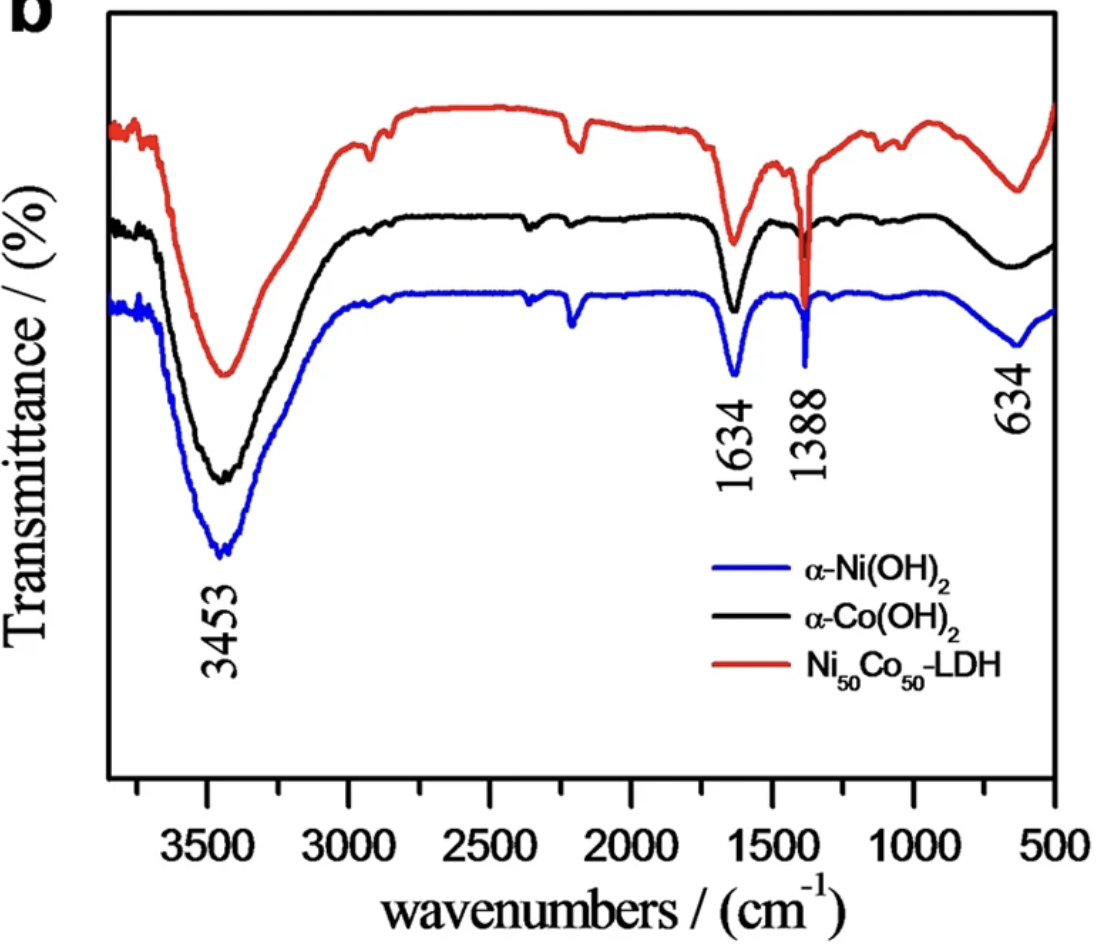 b
Transmittance / (%)
3453
1634
1388
634
α-Ni(OH)₂
α-Co(OH)₂
Ni₅₀Co₅₀-LDH
3500 3000 2500 2000 1500 1000 500
wavenumbers / (cm⁻¹)